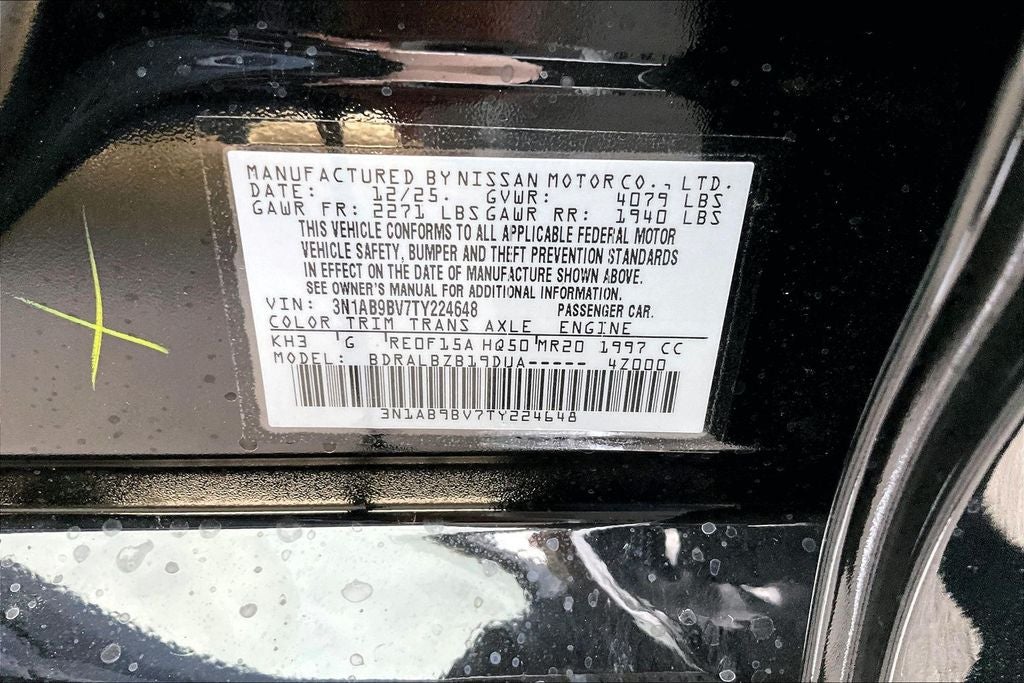 MANUFACTURED BY NISSAN MOTOR CO., LTD.
DATE: 12/25. GVWR: 4079 LBS
GAWR FR: 2271 LBS GAWR RR: 1940 LBS
THIS VEHICLE CONFORMS TO ALL APPLICABLE FEDERAL MOTOR
VEHICLE SAFETY, BUMPER AND THEFT PREVENTION STANDARDS
IN EFFECT ON THE DATE OF MANUFACTURE SHOWN ABOVE.
SEE OWNER'S MANUAL FOR ADDITIONAL INFORMATION.
VIN: 3N1AB9BV7TY224648 PASSENGER CAR.
COLOR TRIM TRANS AXLE ENGINE
KH3 G RE0F15A HQ50 MR20 1997 CC
MODEL: BDRALBZB19DUA----- 4Z000
3N1AB9BV7TY224648